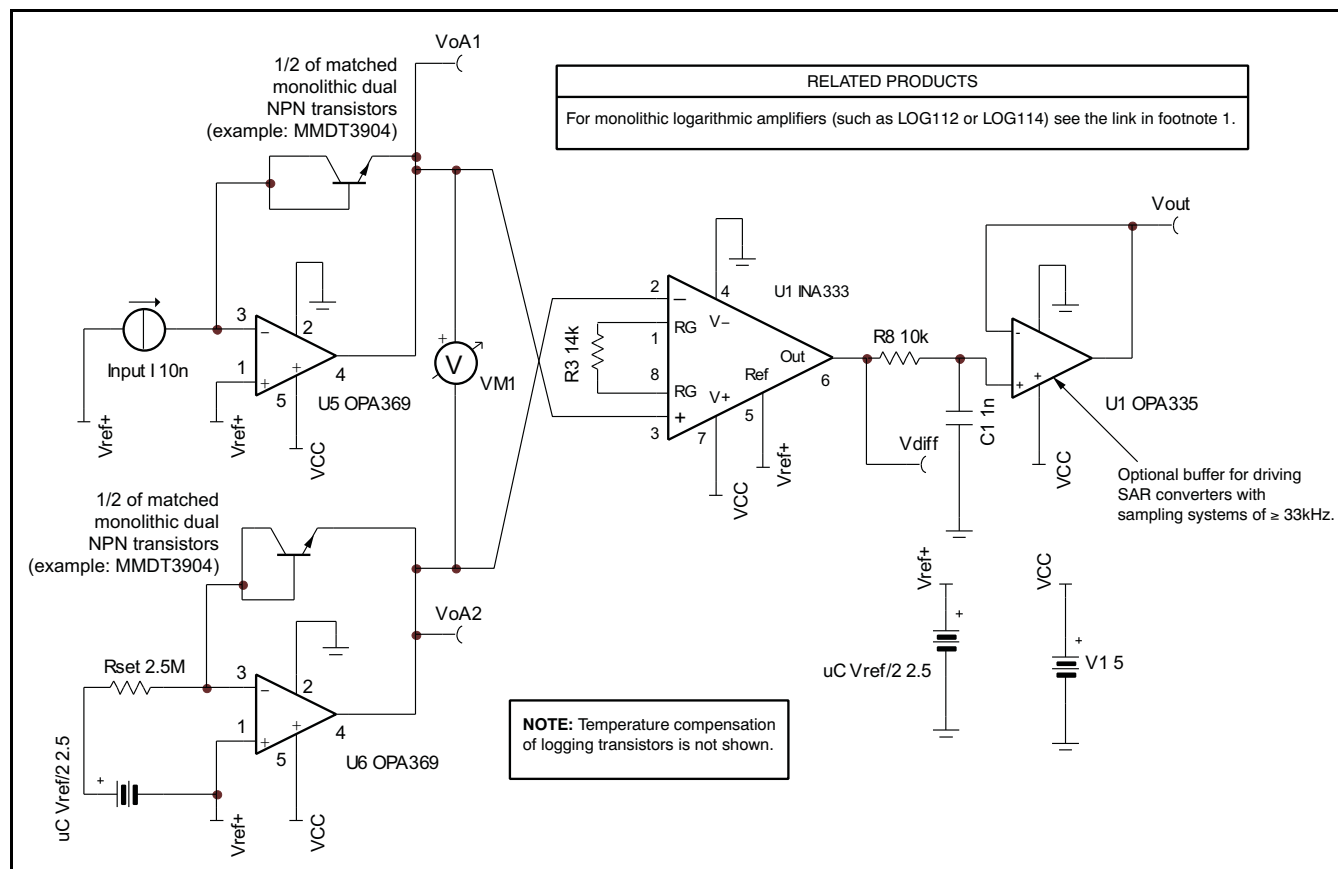 VoA1
1/2 of matched
monolithic dual
NPN transistors
(example: MMDT3904)
RELATED PRODUCTS
For monolithic logarithmic amplifiers (such as LOG112 or LOG114) see the link in footnote 1.
Input I 10n
3
-
2
1
+
+
4
5
U5 OPA369
Vref+
Vref+
VCC
+
V
VM1
2
4
U1 INA333
-
V-
RG
1
R3 14k
8
RG
Out
6
Ref
V+
+
3
7
5
VCC
Vref+
Vdiff
R8 10k
C1 1n
Vout
-
+
+
U1 OPA335
VCC
Optional buffer for driving
SAR converters with
sampling systems of ≥ 33kHz.
1/2 of matched
monolithic dual
NPN transistors
(example: MMDT3904)
VoA2
Rset 2.5M
3
-
2
1
+
+
4
5
U6 OPA369
uC Vref/2 2.5
+
Vref+
VCC
NOTE: Temperature compensation
of logging transistors is not shown.
Vref+
+
uC Vref/2 2.5
VCC
+
V1 5